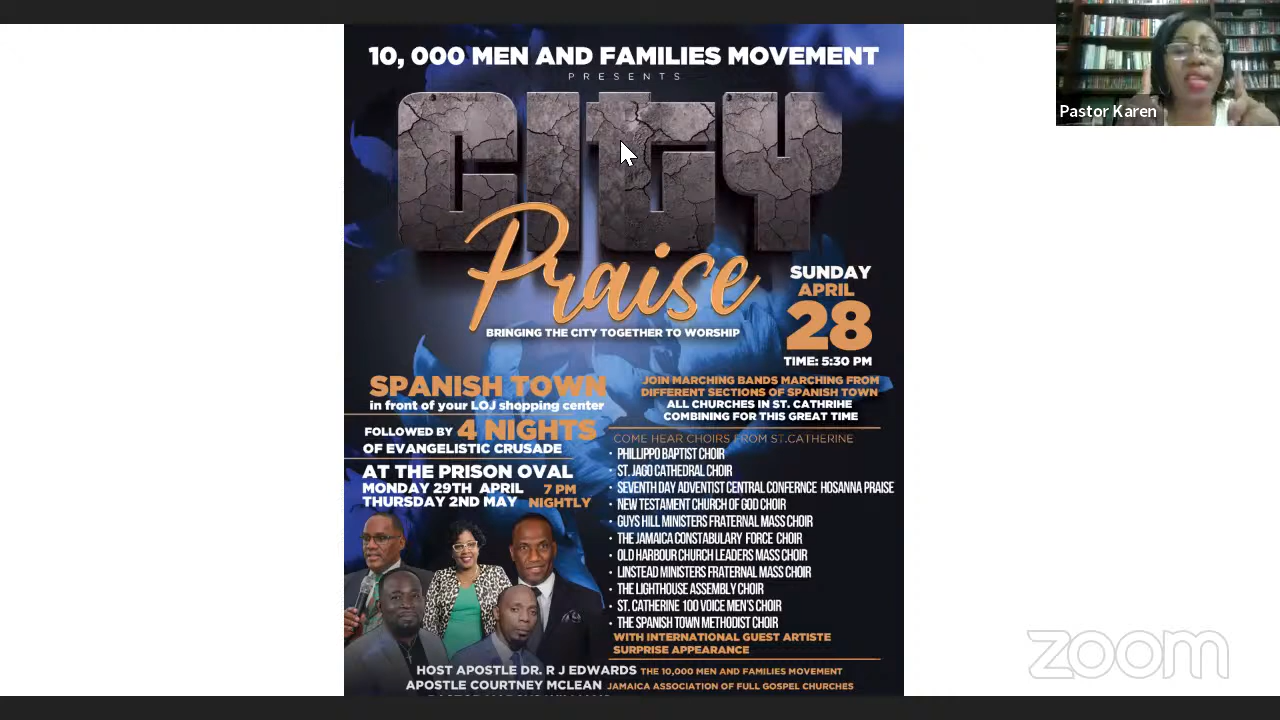 10, 000 MEN AND FAMILIES MOVEMENT
PRESENTS
CITY
Praise
BRINGING THE CITY TOGETHER TO WORSHIP
SUNDAY
APRIL
28
TIME: 5:30 PM
SPANISH TOWN
in front of your LOJ shopping center
FOLLOWED BY 4 NIGHTS
OF EVANGELISTIC CRUSADE
AT THE PRISON OVAL
MONDAY 29TH APRIL
THURSDAY 2ND MAY
7 PM
NIGHTLY
JOIN MARCHING BANDS MARCHING FROM
DIFFERENT SECTIONS OF SPANISH TOWN
ALL CHURCHES IN ST. CATHRIHE
COMBINING FOR THIS GREAT TIME
COME HEAR CHOIRS FROM ST.CATHERINE
• PHILLIPPO BAPTIST CHOIR
• ST. JAGO CATHEDRAL CHOIR
• SEVENTH DAY ADVENTIST CENTRAL CONFERNCE HOSANNA PRAISE
• NEW TESTAMENT CHURCH OF GOD CHOIR
• GUYS HILL MINISTERS FRATERNAL MASS CHOIR
• THE JAMAICA CONSTABULARY FORCE CHOIR
• OLD HARBOUR CHURCH LEADERS MASS CHOIR
• LINSTEAD MINISTERS FRATERNAL MASS CHOIR
• THE LIGHTHOUSE ASSEMBLY CHOIR
• ST. CATHERINE 100 VOICE MEN'S CHOIR
• THE SPANISH TOWN METHODIST CHOIR
WITH INTERNATIONAL GUEST ARTISTE
SURPRISE APPEARANCE
HOST APOSTLE DR. R J EDWARDS THE 10,000 MEN AND FAMILIES MOVEMENT
APOSTLE COURTNEY MCLEAN JAMAICA ASSOCIATION OF FULL GOSPEL CHURCHES
Pastor Karen
zoom